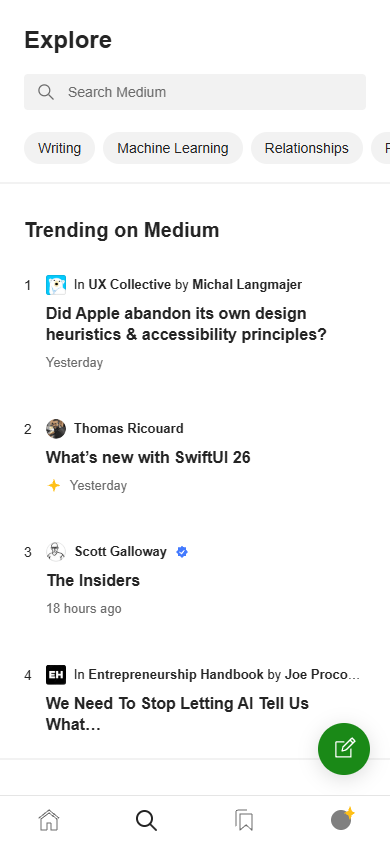 Explore
Search Medium
Writing
Machine Learning
Relationships
Trending on Medium
1
In UX Collective by Michal Langmajer
Did Apple abandon its own design
heuristics & accessibility principles?
Yesterday
2
Thomas Ricouard
What’s new with SwiftUI 26
Yesterday
3
Scott Galloway
The Insiders
18 hours ago
4
EH
In Entrepreneurship Handbook by Joe Proco…
We Need To Stop Letting AI Tell Us
What…